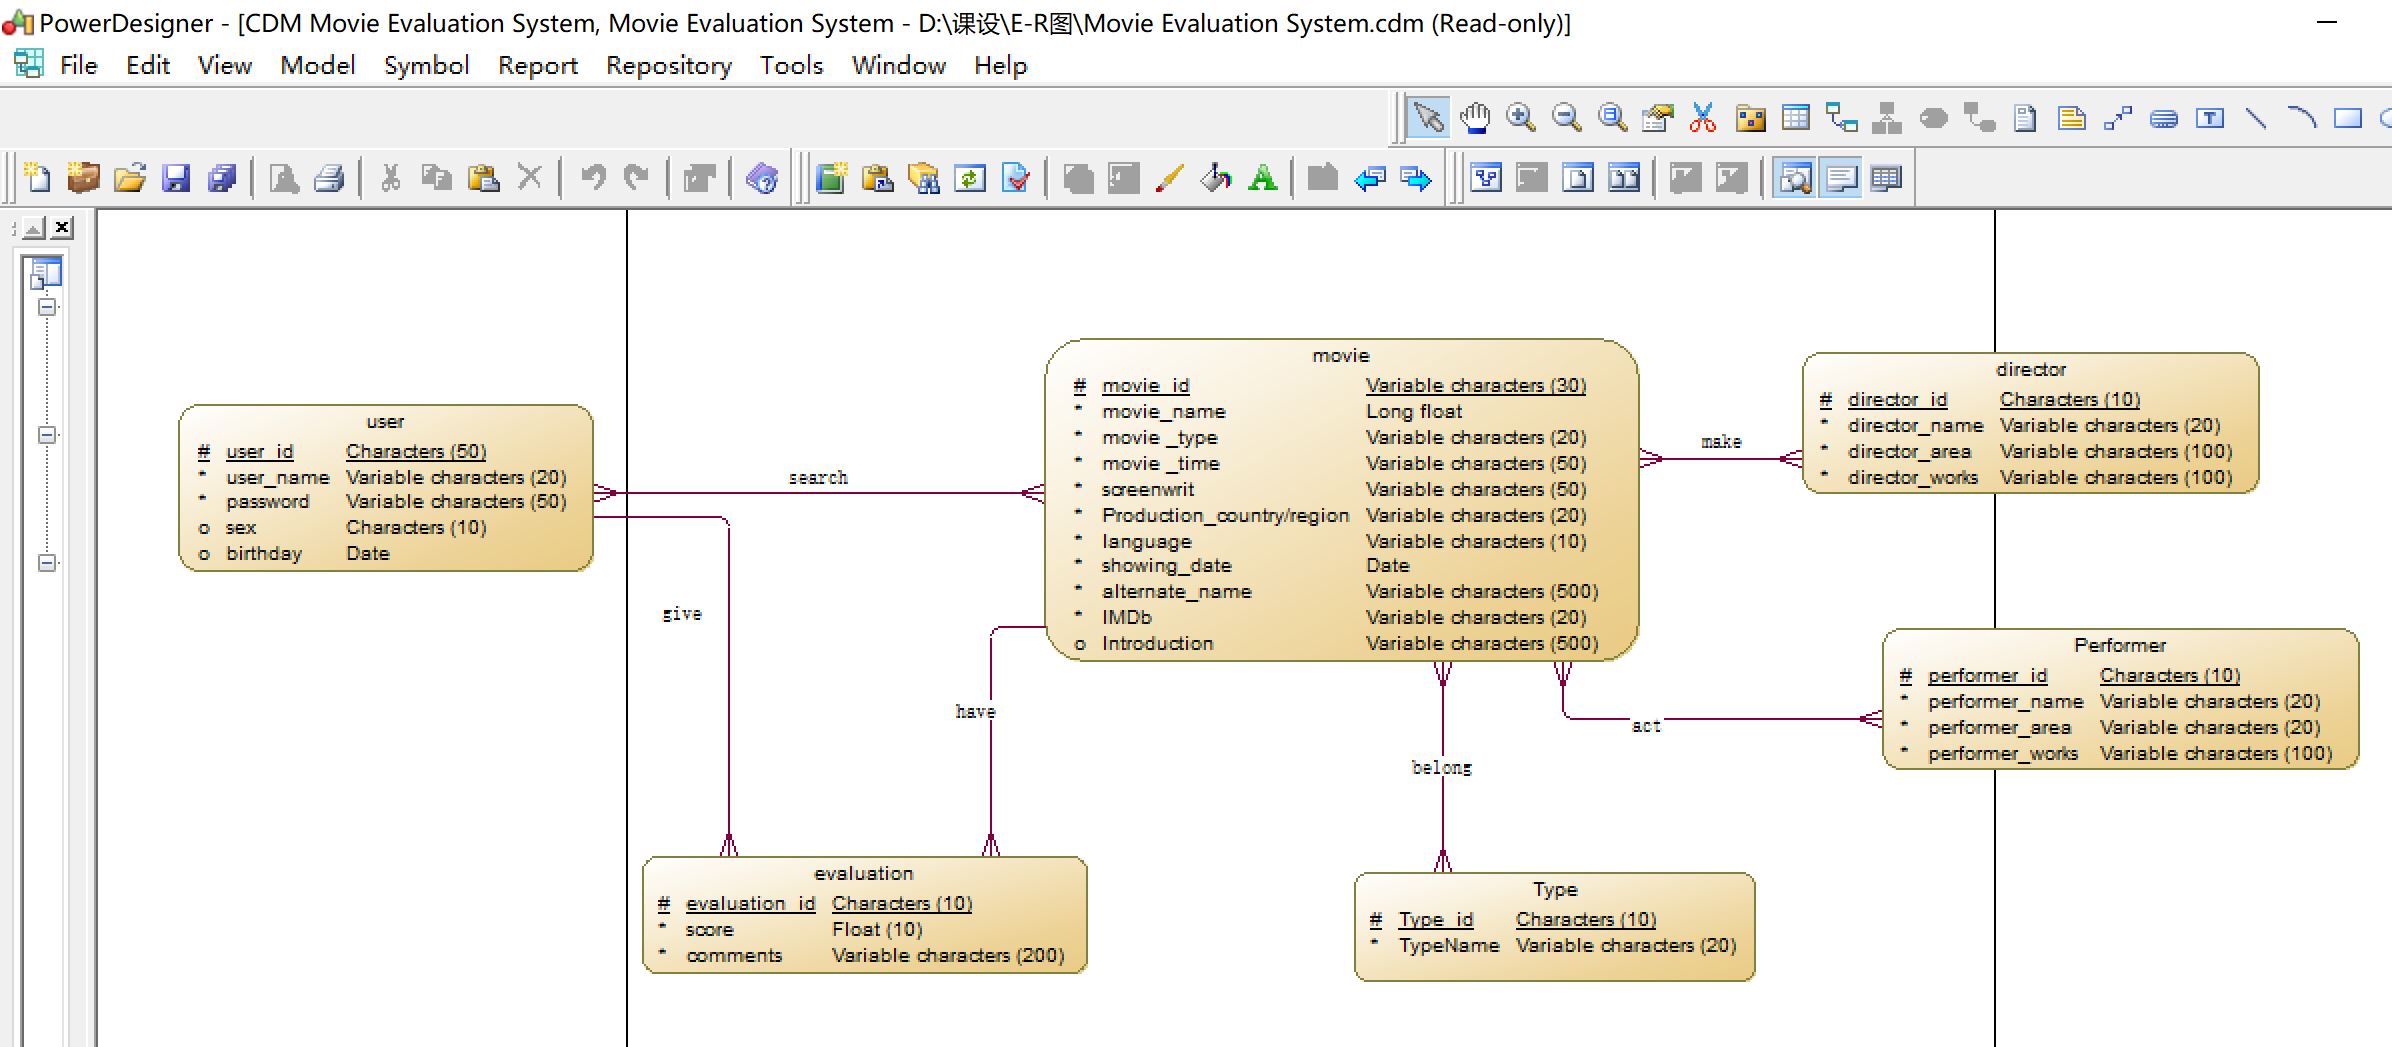 PowerDesigner - [CDM Movie Evaluation System, Movie Evaluation System - D:\课设\E-R图\Movie Evaluation System.cdm (Read-only)]
File Edit View Model Symbol Report Repository Tools Window Help
user
# user_id Characters (50)
* user_name Variable characters (20)
* password Variable characters (50)
o sex Characters (10)
o birthday Date
search
give
movie
# movie_id Variable characters (30)
* movie_name Long float
* movie _type Variable characters (20)
* movie _time Variable characters (50)
* screenwrit Variable characters (50)
* Production_country/region Variable characters (20)
* language Variable characters (10)
* showing_date Date
* alternate_name Variable characters (500)
* IMDb Variable characters (20)
o Introduction Variable characters (500)
make
director
# director_id Characters (10)
* director_name Variable characters (20)
* director_area Variable characters (100)
* director_works Variable characters (100)
have
belong
act
Performer
# performer_id Characters (10)
* performer_name Variable characters (20)
* performer_area Variable characters (20)
* performer_works Variable characters (100)
evaluation
# evaluation_id Characters (10)
* score Float (10)
* comments Variable characters (200)
Type
# Type_id Characters (10)
* TypeName Variable characters (20)